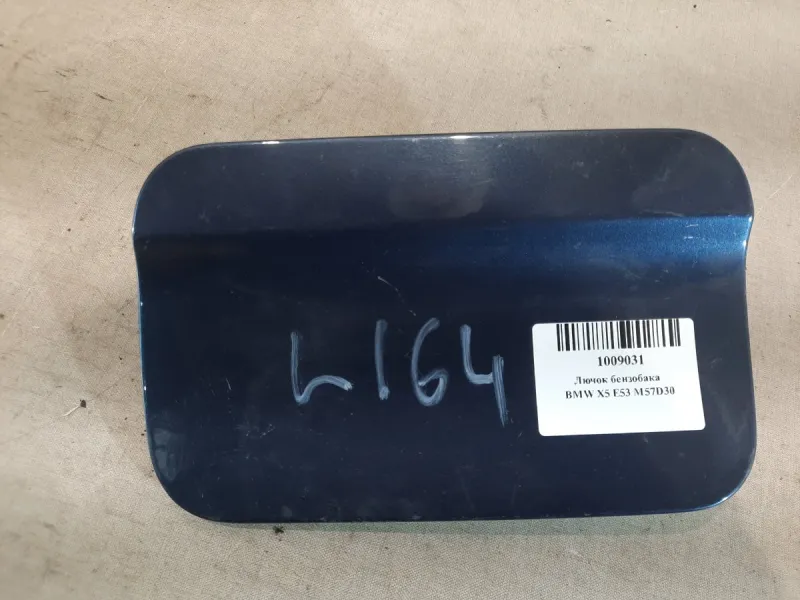 L164
1009031
Лючок бензобака
BMW X5 E53 M57D30